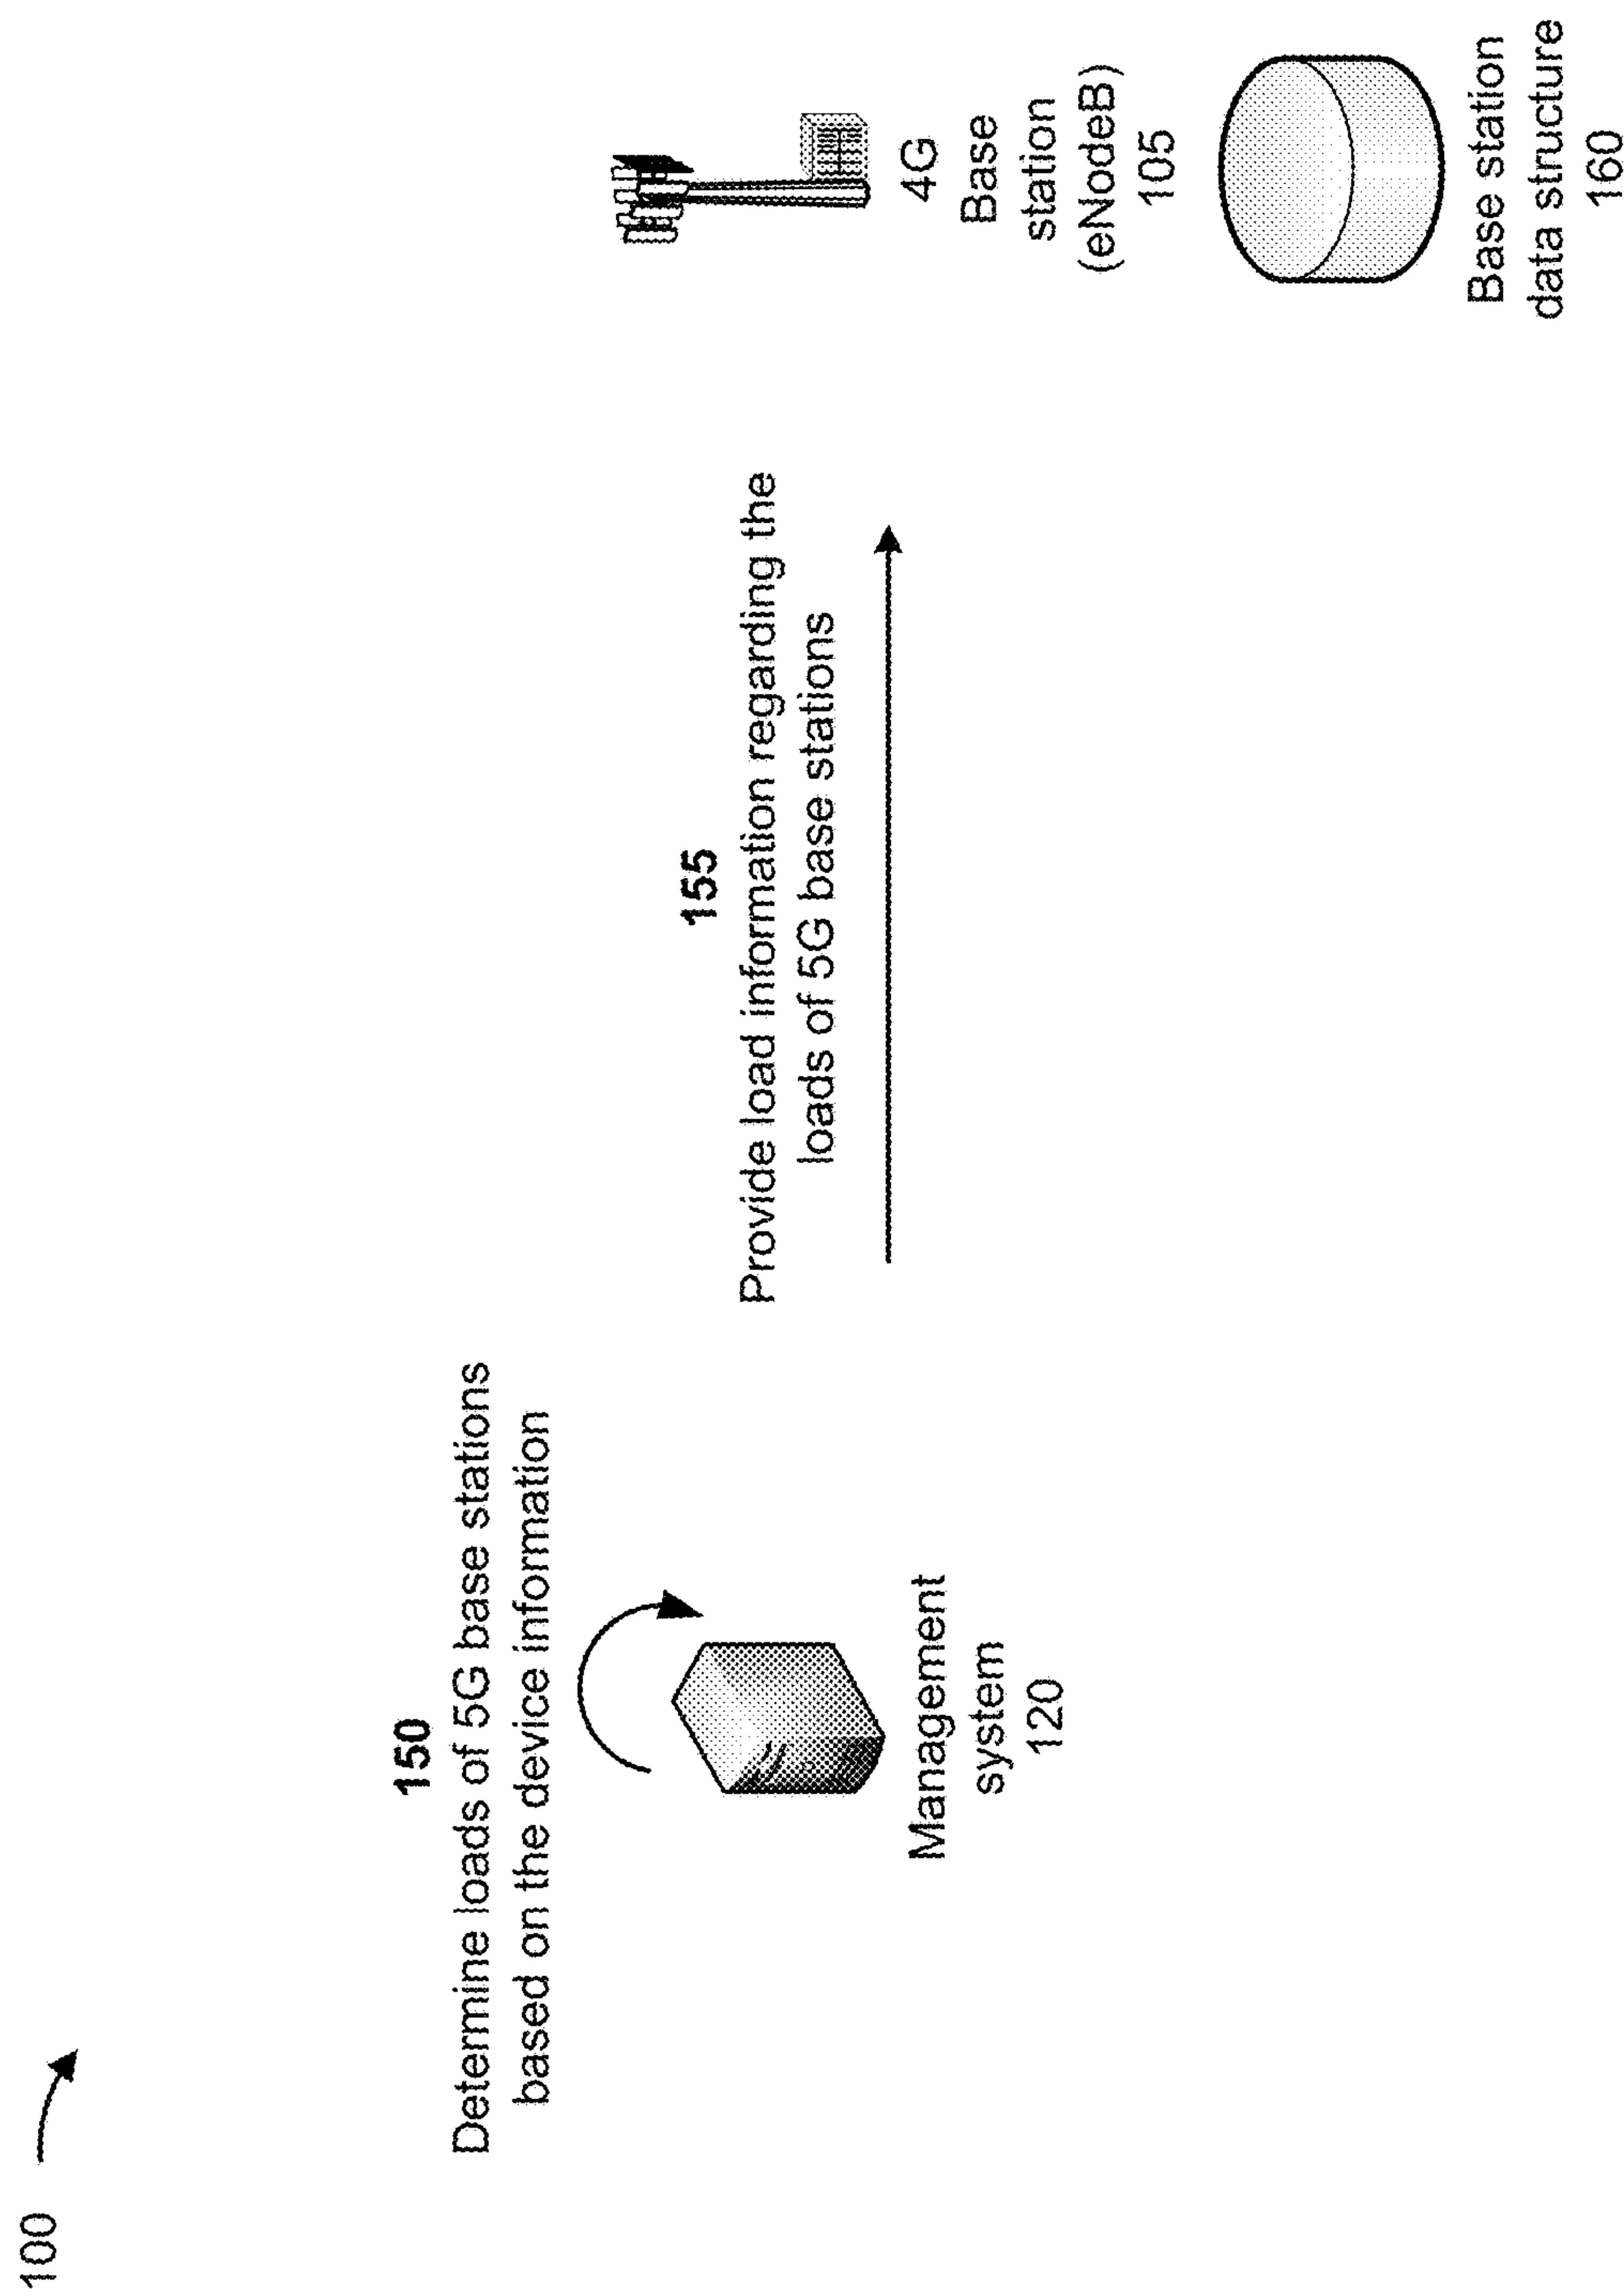 100
150
Determine loads of 5G base stations
based on the device information
Management
system
120
155
Provide load information regarding the
loads of 5G base stations
4G
Base
station
(eNodeB)
105
Base station
data structure
160